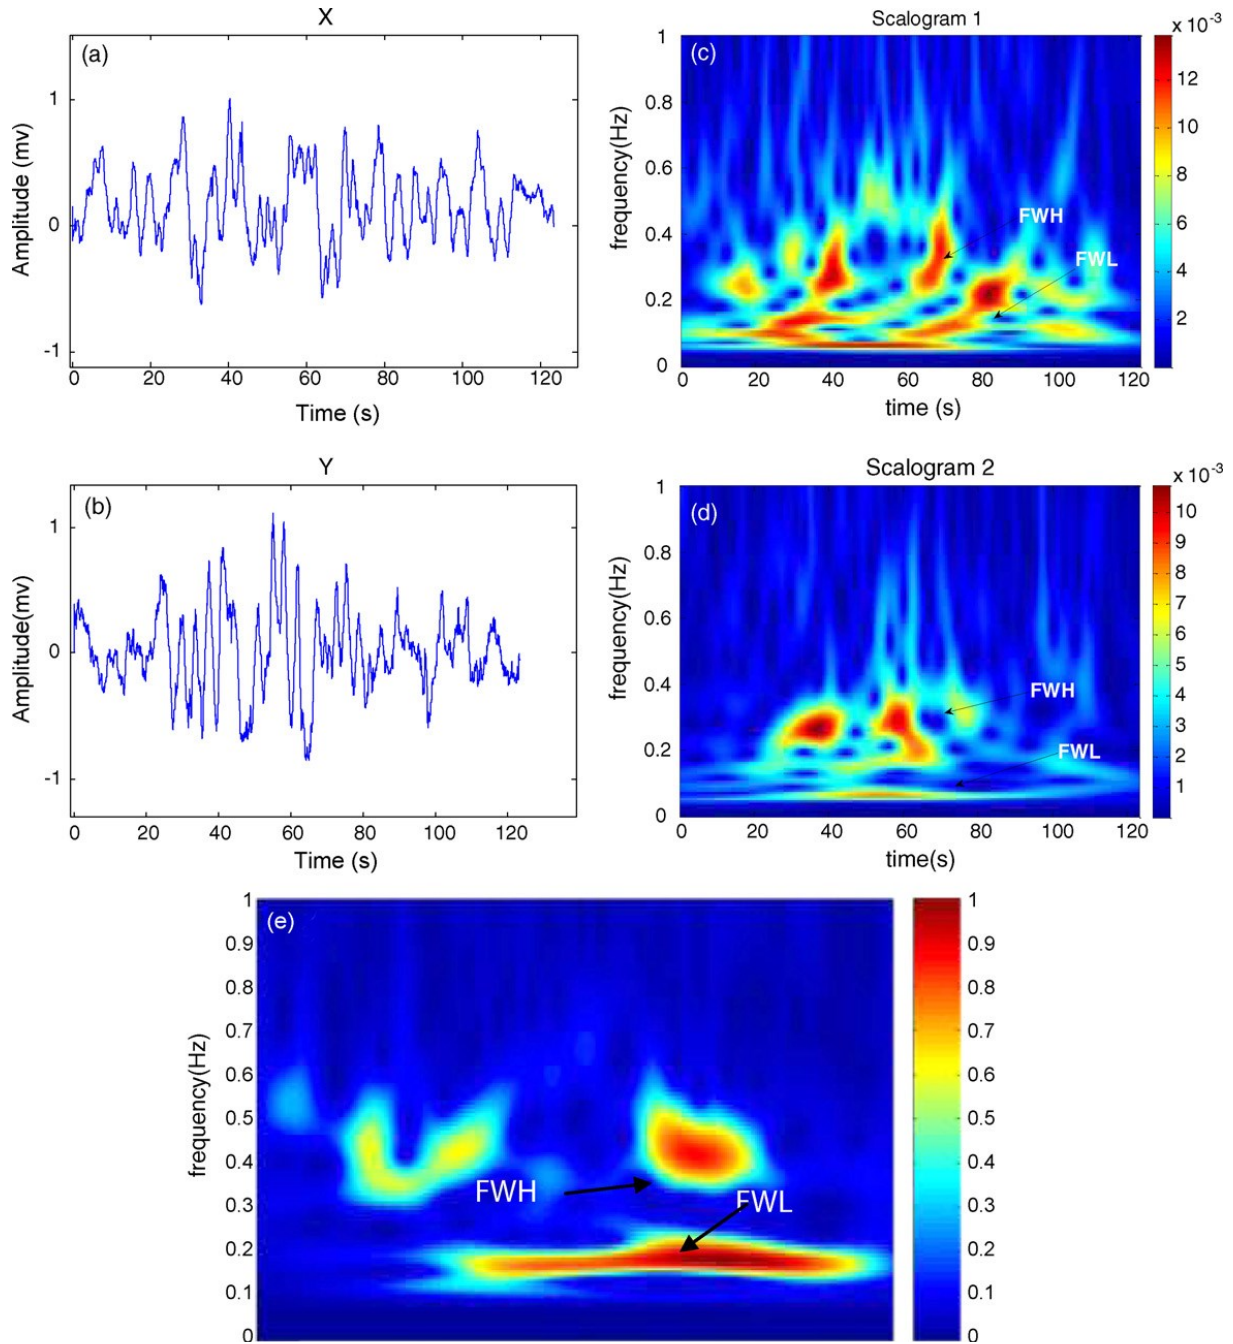 X
(a)
Amplitude (mv)
1
0
-1
0 20 40 60 80 100 120
Time (s)
Scalogram 1
(c)
x 10⁻³
frequency(Hz)
1
0.8
0.6
0.4
0.2
0
FWH
FWL
0 20 40 60 80 100 120
time (s)
12
10
8
6
4
2
Y
(b)
Amplitude(mv)
1
0
-1
0 20 40 60 80 100 120
Time (s)
Scalogram 2
(d)
x 10⁻³
frequency(Hz)
1
0.8
0.6
0.4
0.2
0
FWH
FWL
0 20 40 60 80 100 120
time(s)
10
9
8
7
6
5
4
3
2
1
(e)
frequency(Hz)
1
0.9
0.8
0.7
0.6
0.5
0.4
0.3
0.2
0.1
0
FWH
FWL
1
0.9
0.8
0.7
0.6
0.5
0.4
0.3
0.2
0.1
0